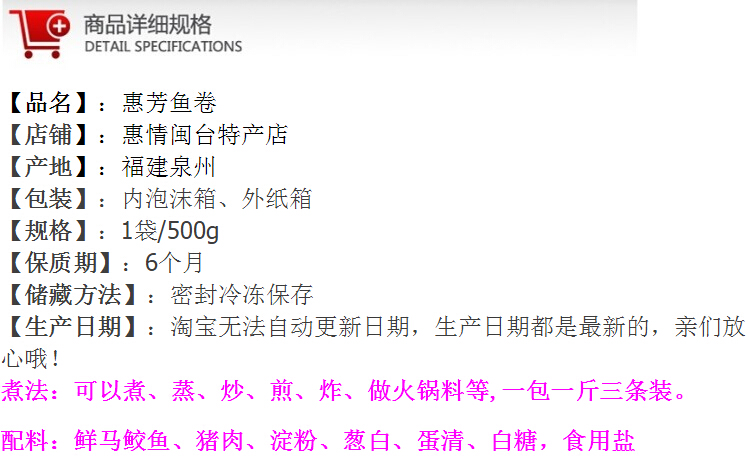 商品详细规格
DETAIL SPECIFICATIONS
【品名】：惠芳鱼卷
【店铺】：惠情闽台特产店
【产地】：福建泉州
【包装】：内泡沫箱、外纸箱
【规格】：1袋/500g
【保质期】：6个月
【储藏方法】：密封冷冻保存
【生产日期】：淘宝无法自动更新日期，生产日期都是最新的，亲们放
心哦！
煮法：可以煮、蒸、炒、煎、炸、做火锅料等,一包一斤三条装。
配料：鲜马鲛鱼、猪肉、淀粉、葱白、蛋清、白糖，食用盐